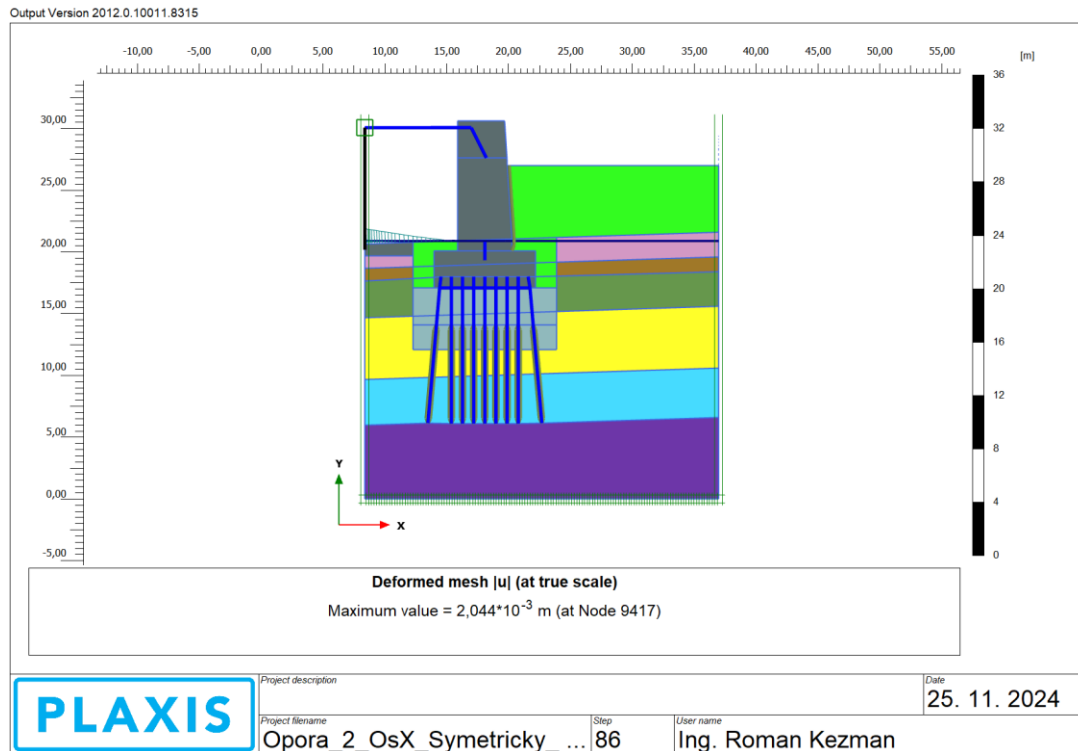 Output Version 2012.0.10011.8315
-10,00 -5,00 0,00 5,00 10,00 15,00 20,00 25,00 30,00 35,00 40,00 45,00 50,00 55,00
[m]
36
30,00
32
25,00
28
20,00
24
15,00
20
10,00
16
5,00
12
0,00
8
-5,00
4
0
Y
X
Deformed mesh |u| (at true scale)
Maximum value = 2,044*10-3 m (at Node 9417)
PLAXIS
Project description
Date
25. 11. 2024
Project filename
Opora_2_OsX_Symetricky_ ...
Step
86
User name
Ing. Roman Kezman